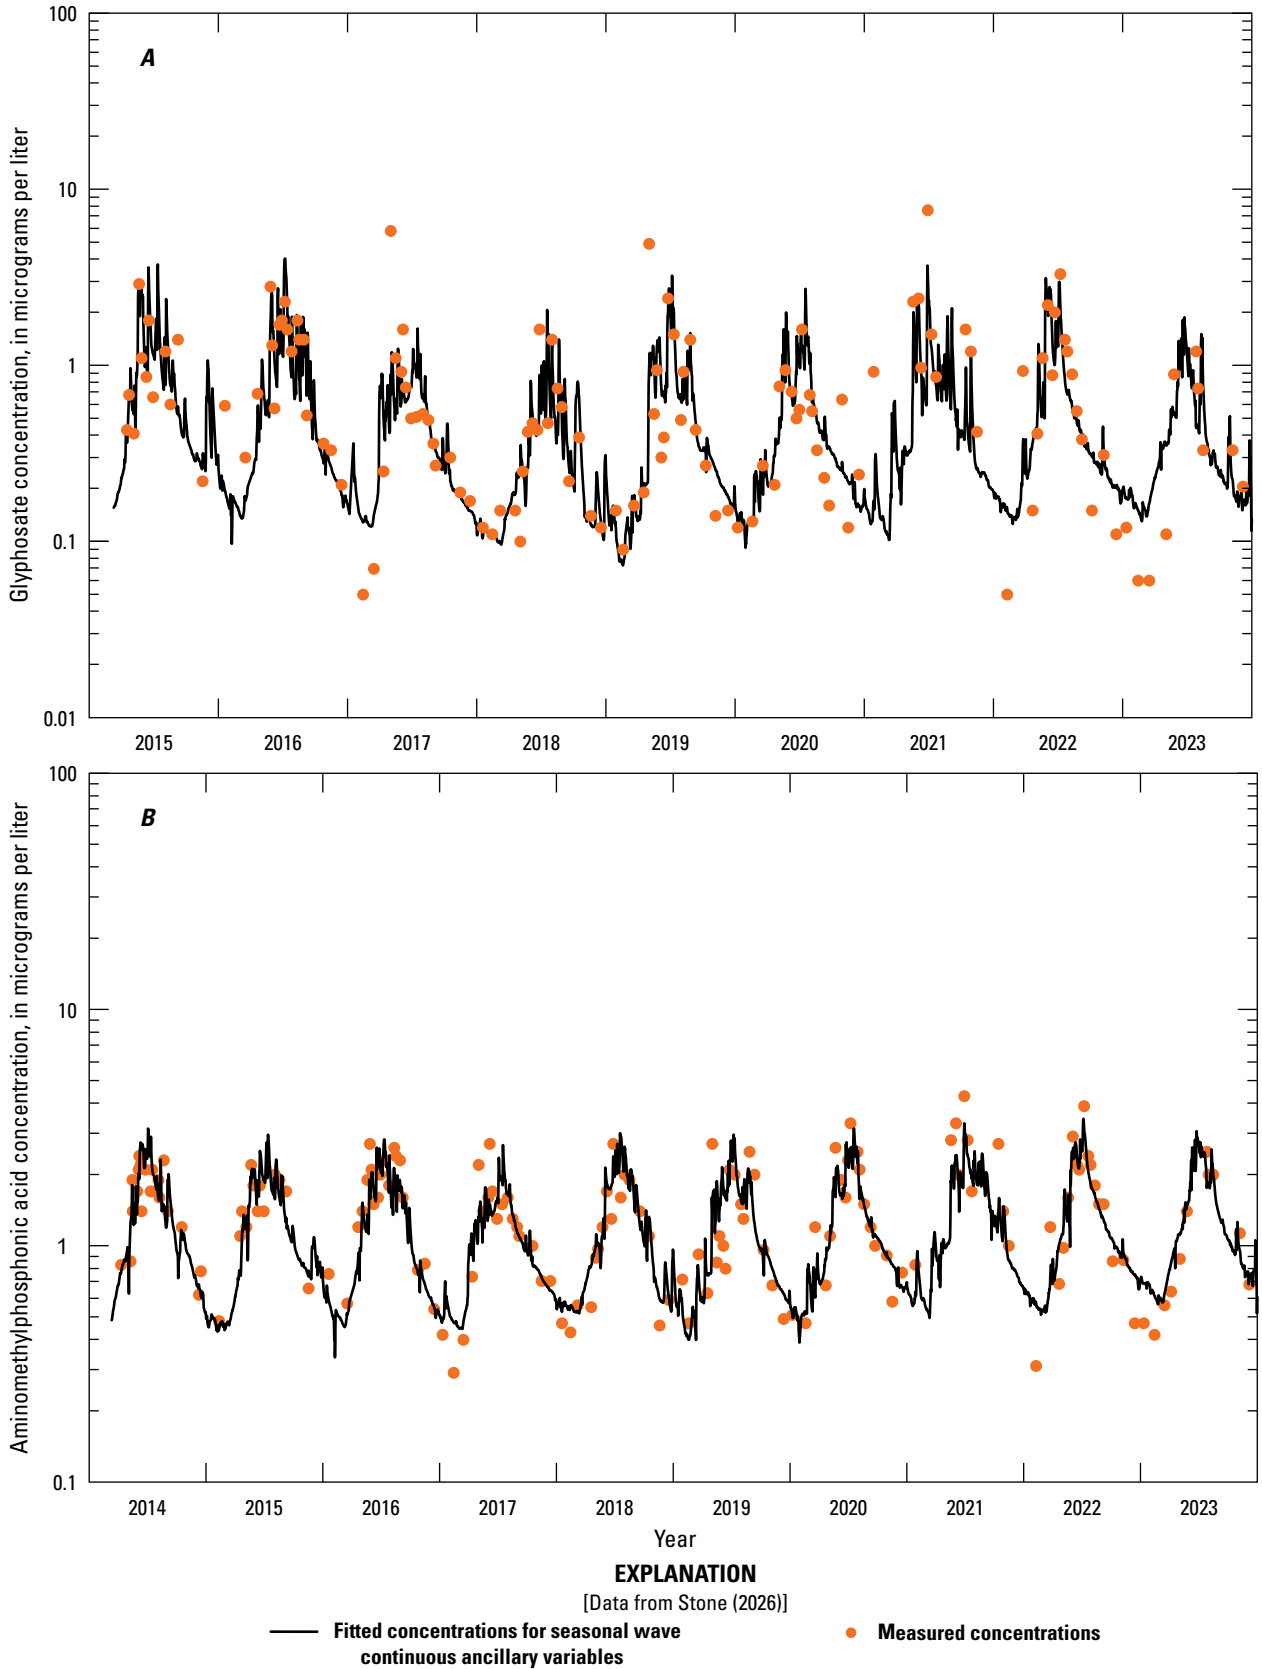 A
Glyphosate concentration, in micrograms per liter
100
10
1
0.1
0.01
2015 2016 2017 2018 2019 2020 2021 2022 2023
B
Aminomethylphosphonic acid concentration, in micrograms per liter
100
10
1
0.1
2014 2015 2016 2017 2018 2019 2020 2021 2022 2023
Year
EXPLANATION
[Data from Stone (2026)]
Fitted concentrations for seasonal wave
continuous ancillary variables
Measured concentrations